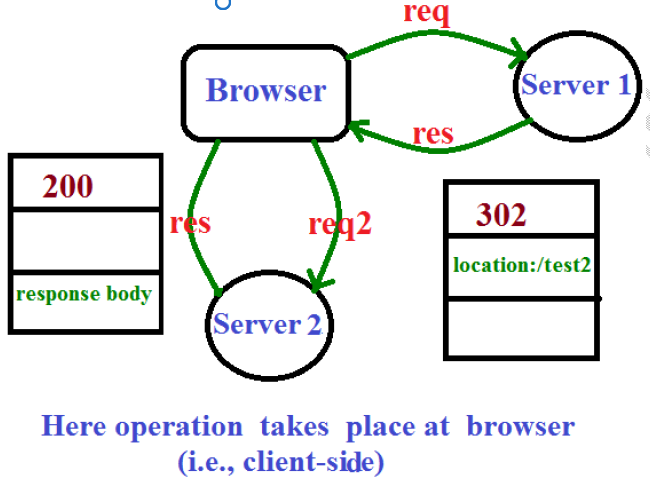 req
Browser
Server 1
res
200
302
res
req2
location:/test2
response body
Server 2
Here operation takes place at browser
(i.e., client-side)